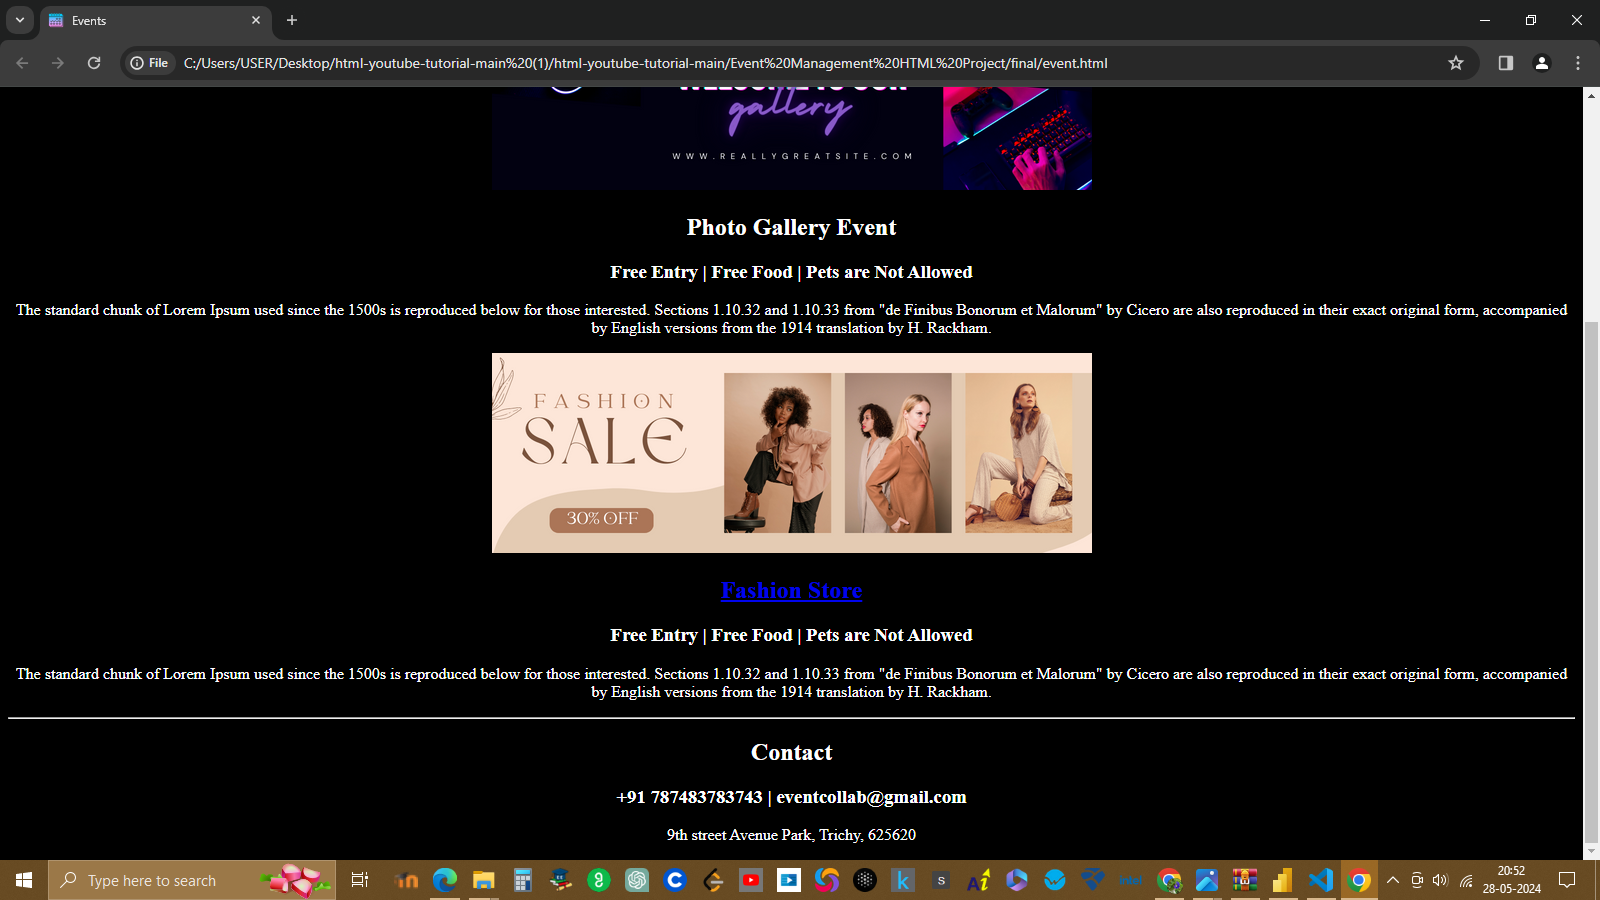 Events
File
C:/Users/USER/Desktop/html-youtube-tutorial-main%20(1)/html-youtube-tutorial-main/Event%20Management%20HTML%20Project/final/event.html
gallery
WWW.REALLYGREATSITE.COM
Photo Gallery Event
Free Entry | Free Food | Pets are Not Allowed
The standard chunk of Lorem Ipsum used since the 1500s is reproduced below for those interested. Sections 1.10.32 and 1.10.33 from "de Finibus Bonorum et Malorum" by Cicero are also reproduced in their exact original form, accompanied
by English versions from the 1914 translation by H. Rackham.
FASHION
SALE
30% OFF
Fashion Store
Free Entry | Free Food | Pets are Not Allowed
The standard chunk of Lorem Ipsum used since the 1500s is reproduced below for those interested. Sections 1.10.32 and 1.10.33 from "de Finibus Bonorum et Malorum" by Cicero are also reproduced in their exact original form, accompanied
by English versions from the 1914 translation by H. Rackham.
Contact
+91 787483783743 | eventcollab@gmail.com
9th street Avenue Park, Trichy, 625620
Type here to search
20:52
28-05-2024